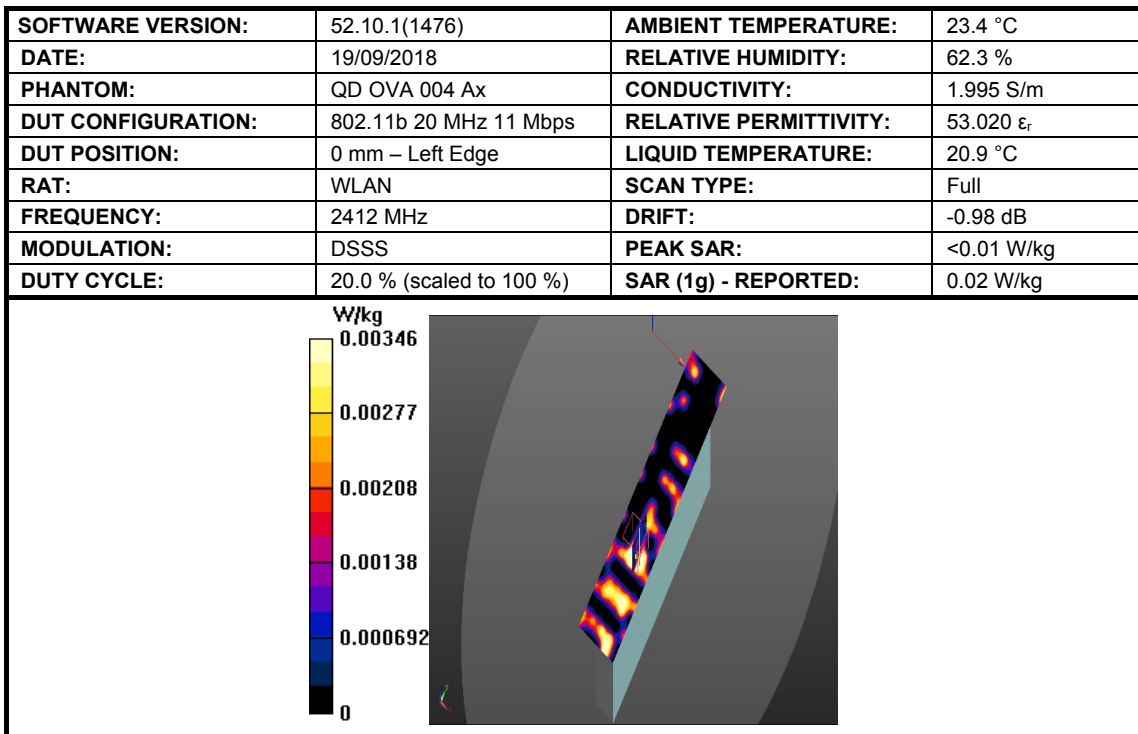 SOFTWARE VERSION: 52.10.1(1476) AMBIENT TEMPERATURE: 23.4 °C
DATE: 19/09/2018 RELATIVE HUMIDITY: 62.3 %
PHANTOM: QD OVA 004 Ax CONDUCTIVITY: 1.995 S/m
DUT CONFIGURATION: 802.11b 20 MHz 11 Mbps RELATIVE PERMITTIVITY: 53.020 εr
DUT POSITION: 0 mm – Left Edge LIQUID TEMPERATURE: 20.9 °C
RAT: WLAN SCAN TYPE: Full
FREQUENCY: 2412 MHz DRIFT: -0.98 dB
MODULATION: DSSS PEAK SAR: <0.01 W/kg
DUTY CYCLE: 20.0 % (scaled to 100 %) SAR (1g) - REPORTED: 0.02 W/kg
W/kg
0.00346
0.00277
0.00208
0.00138
0.000692
0